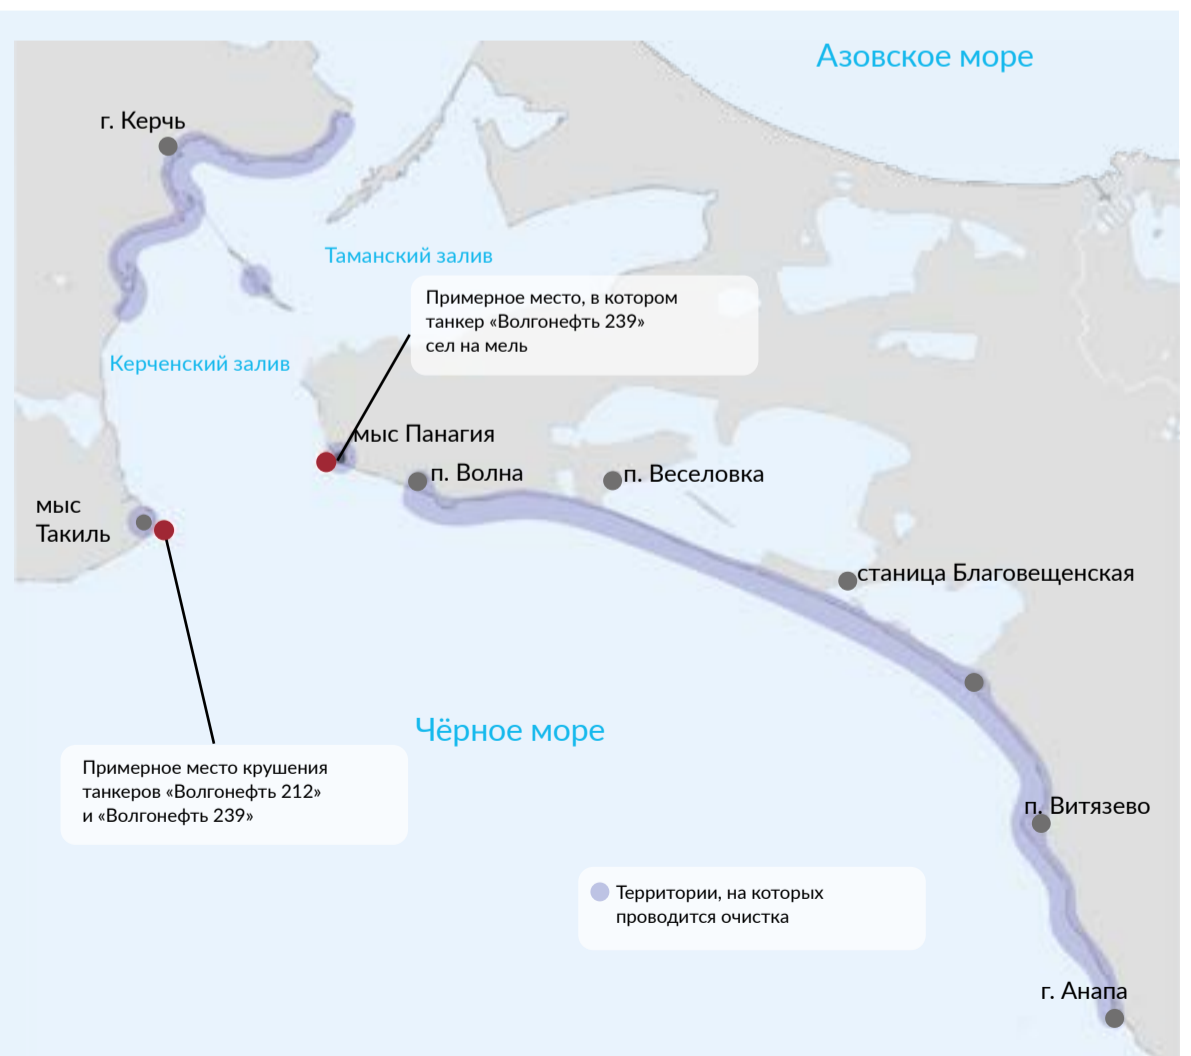 Азовское море
г. Керчь
Таманский залив
Примерное место, в котором
танкер «Волгонефть 239»
сел на мель
Керченский залив
мыс Панагия
п. Волна
п. Веселовка
мыс
Такиль
станица Благовещенская
Чёрное море
Примерное место крушения
танкеров «Волгонефть 212»
и «Волгонефть 239»
п. Витязево
Территории, на которых
проводится очистка
г. Анапа